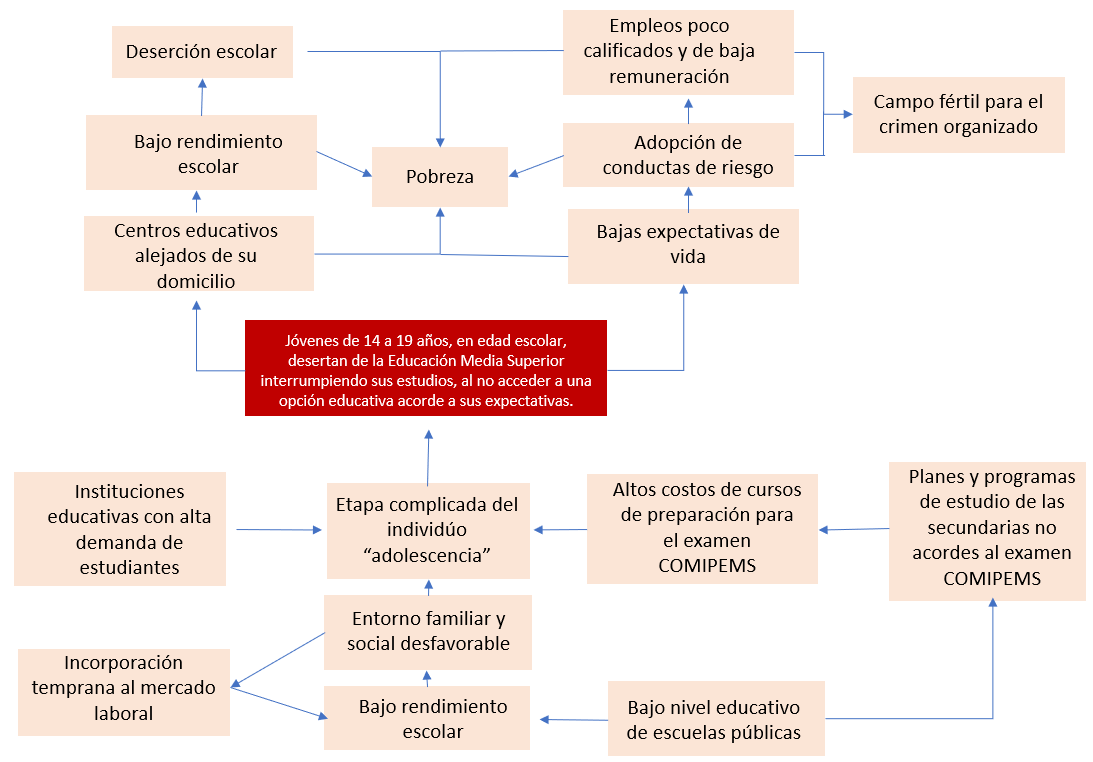 Deserción escolar
Empleos poco
calificados y de baja
remuneración
Campo fértil para el
crimen organizado
Bajo rendimiento
escolar
Pobreza
Adopción de
conductas de riesgo
Centros educativos
alejados de su
domicilio
Bajas expectativas de
vida
Jóvenes de 14 a 19 años, en edad escolar,
desertan de la Educación Media Superior
interrumpiendo sus estudios, al no acceder a una
opción educativa acorde a sus expectativas.
Instituciones
educativas con alta
demanda de
estudiantes
Etapa complicada del
individúo
“adolescencia”
Altos costos de cursos
de preparación para
el examen
COMIPEMS
Planes y programas
de estudio de las
secundarias no
acordes al examen
COMIPEMS
Entorno familiar y
social desfavorable
Incorporación
temprana al mercado
laboral
Bajo rendimiento
escolar
Bajo nivel educativo
de escuelas públicas